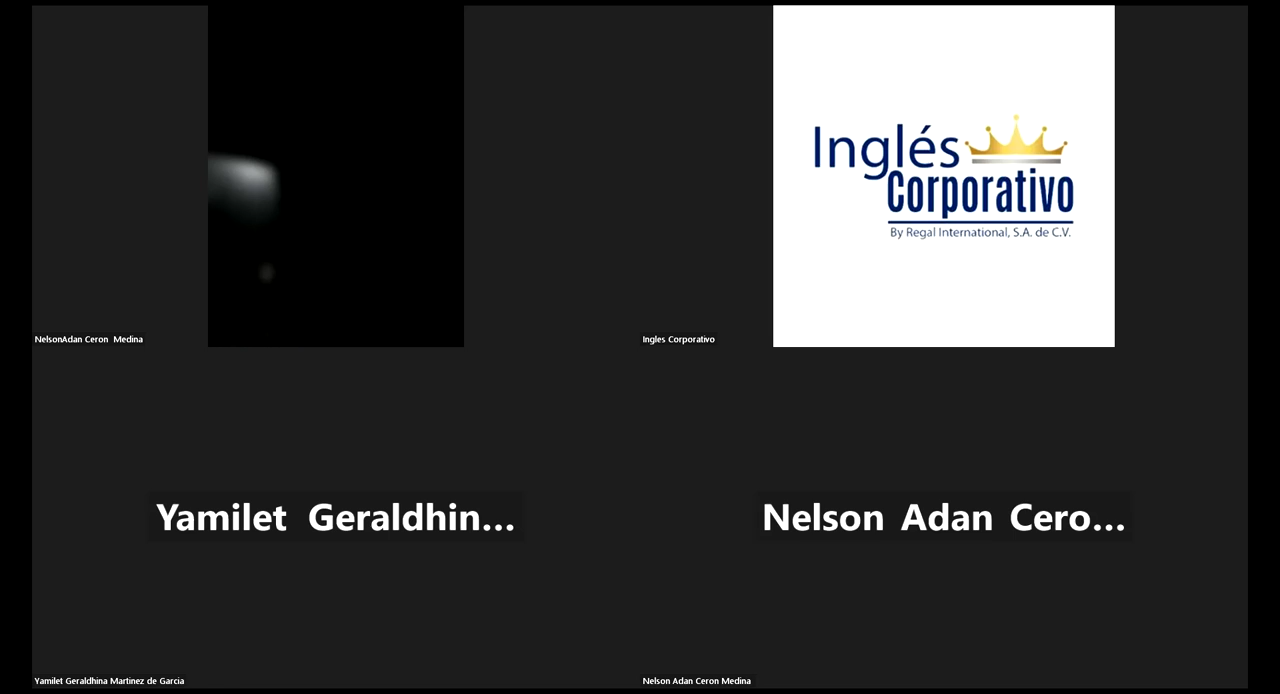 Inglés
Corporativo
By Regal International, S.A. de C.V.
NelsonAdan Ceron Medina
Ingles Corporativo
Yamilet Geraldhin...
Nelson Adan Cero...
Yamilet Geraldhina Martinez de Garcia
Nelson Adan Ceron Medina